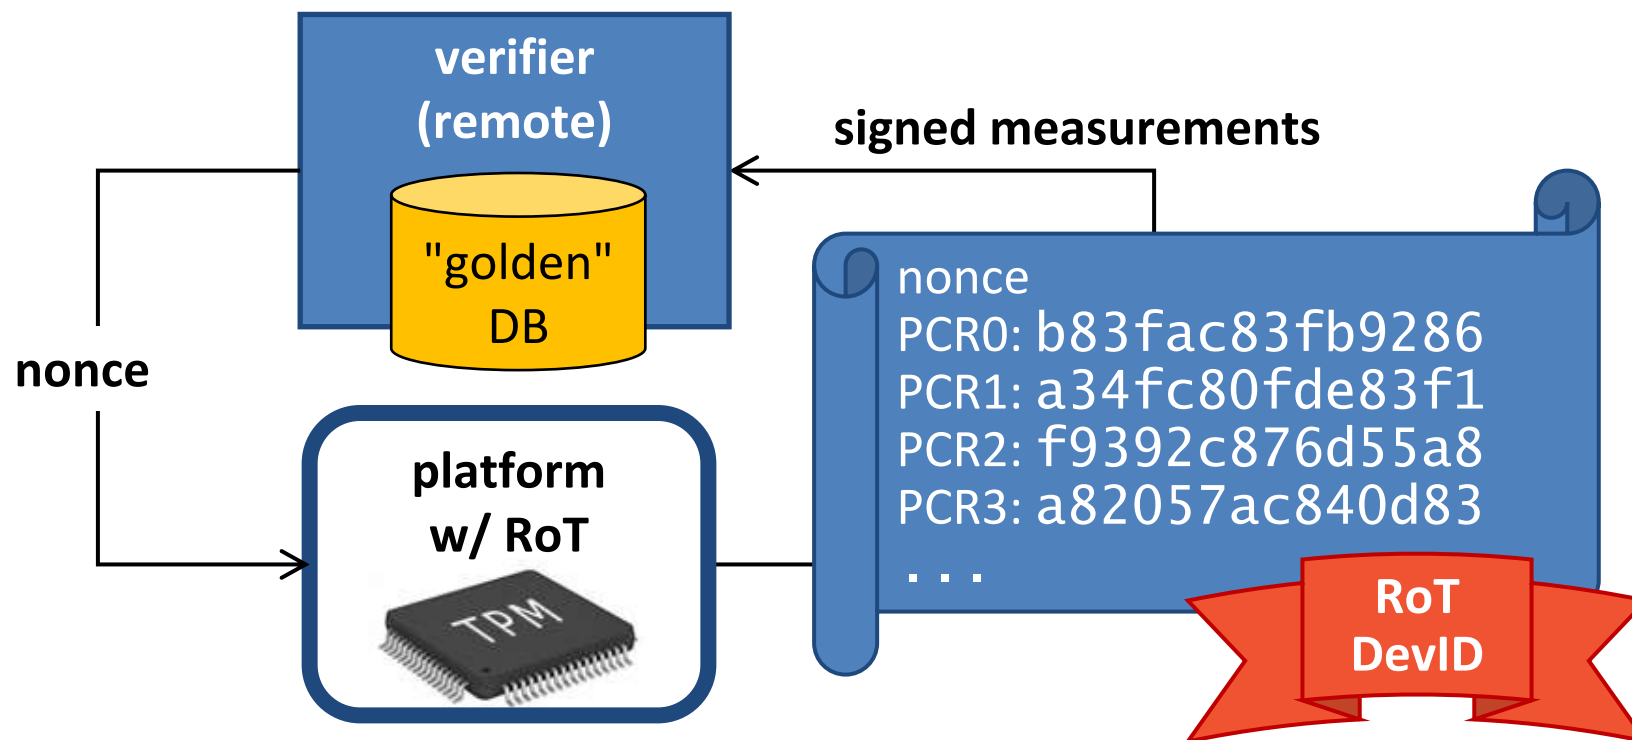 verifier
(remote)
"golden"
DB
signed measurements
nonce
platform
w/ RoT
TPM
nonce
PCR0: b83fac83fb9286
PCR1: a34fc80fde83f1
PCR2: f9392c876d55a8
PCR3: a82057ac840d83
. . .
RoT
DevID